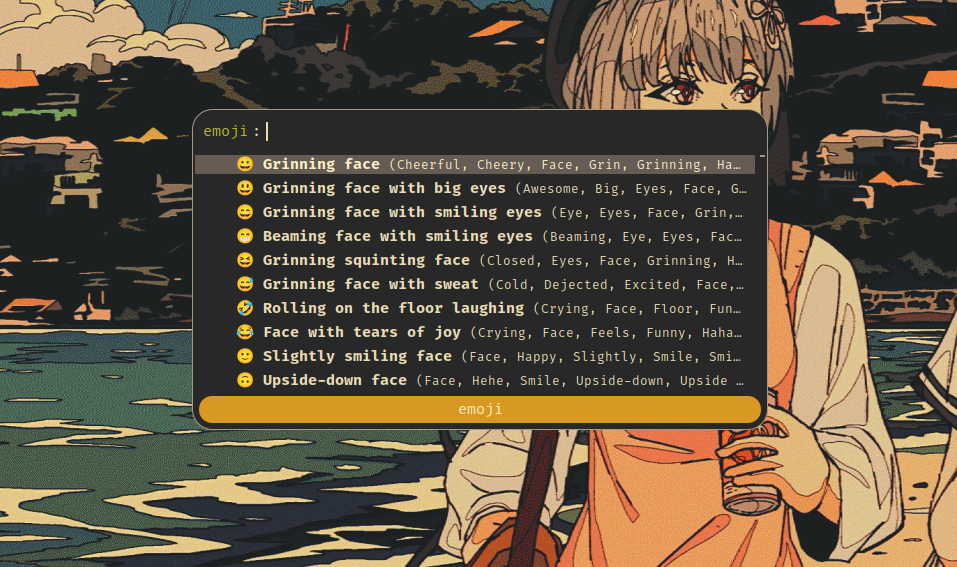 emoji :
😀 Grinning face (Cheerful, Cheery, Face, Grin, Grinning, Ha…
😃 Grinning face with big eyes (Awesome, Big, Eyes, Face, G…
😄 Grinning face with smiling eyes (Eye, Eyes, Face, Grin,…
😁 Beaming face with smiling eyes (Beaming, Eye, Eyes, Fac…
😆 Grinning squinting face (Closed, Eyes, Face, Grinning, H…
😅 Grinning face with sweat (Cold, Dejected, Excited, Face,…
🤣 Rolling on the floor laughing (Crying, Face, Floor, Fun…
😂 Face with tears of joy (Crying, Face, Feels, Funny, Haha…
🙂 Slightly smiling face (Face, Happy, Slightly, Smile, Smi…
🙃 Upside-down face (Face, Hehe, Smile, Upside-down, Upside …
emoji